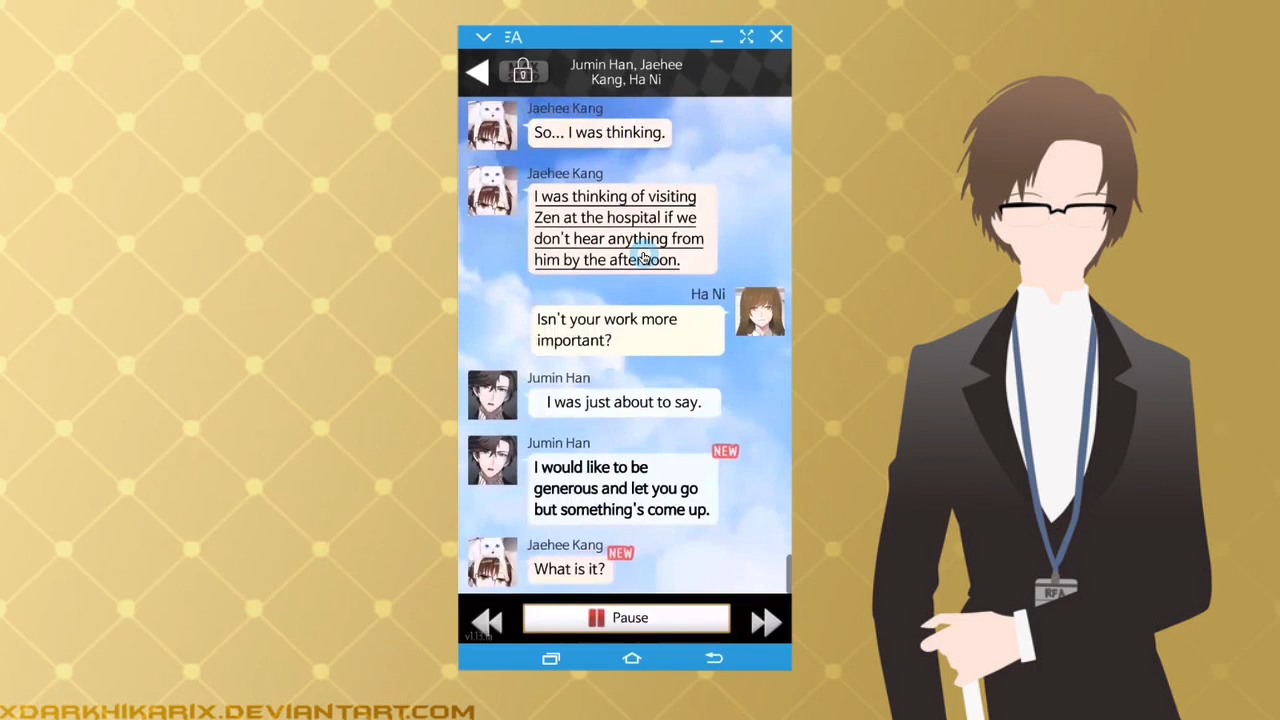 ΞA
Jumin Han, Jaehee
Kang, Ha Ni
Jaehee Kang
So... I was thinking.
Jaehee Kang
I was thinking of visiting
Zen at the hospital if we
don't hear anything from
him by the afternoon.
Ha Ni
Isn't your work more
important?
Jumin Han
I was just about to say.
Jumin Han
NEW
I would like to be
generous and let you go
but something's come up.
Jaehee Kang
NEW
What is it?
Pause
RFA
XDARKHIKARIX.DEVIANTART.COM